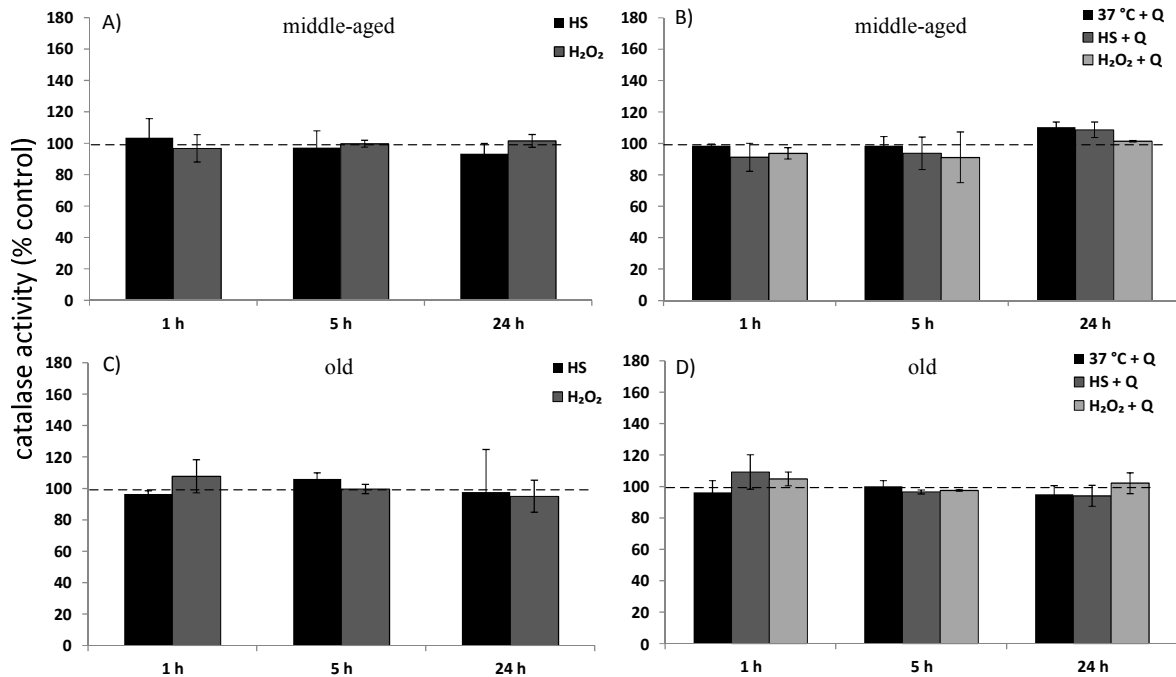 catalase activity (% control)
A)
middle-aged
HS
H₂O₂
180
160
140
120
100
80
60
40
20
0
1 h
5 h
24 h
B)
middle-aged
37 °C + Q
HS + Q
H₂O₂ + Q
180
160
140
120
100
80
60
40
20
0
1 h
5 h
24 h
C)
old
HS
H₂O₂
180
160
140
120
100
80
60
40
20
0
1 h
5 h
24 h
D)
old
37 °C + Q
HS + Q
H₂O₂ + Q
180
160
140
120
100
80
60
40
20
0
1 h
5 h
24 h